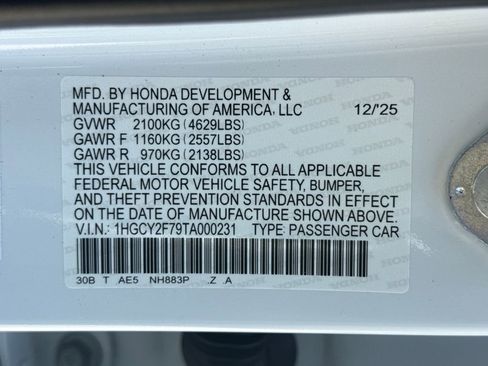 MFD. BY HONDA DEVELOPMENT &
MANUFACTURING OF AMERICA, LLC 12/'25
GVWR 2100KG (4629LBS)
GAWR F 1160KG (2557LBS)
GAWR R 970KG (2138LBS)
THIS VEHICLE CONFORMS TO ALL APPLICABLE
FEDERAL MOTOR VEHICLE SAFETY, BUMPER,
AND THEFT PREVENTION STANDARDS IN EFFECT
ON THE DATE OF MANUFACTURE SHOWN ABOVE.
V.I.N.: 1HGCY2F79TA000231 TYPE: PASSENGER CAR
30B T AE5 NH883P .Z .A